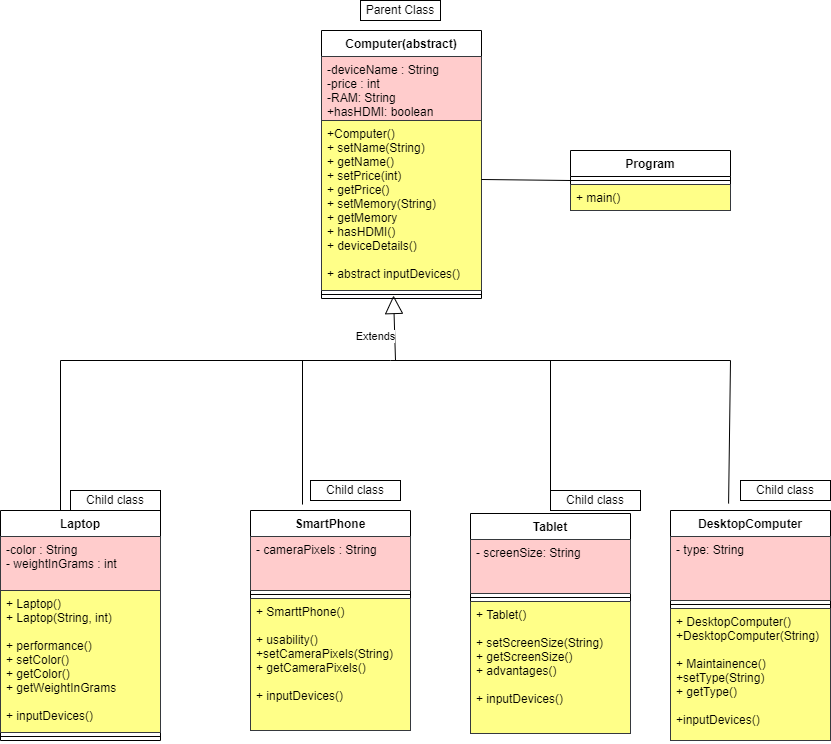 Parent Class
Computer(abstract)
-deviceName : String
-price : int
-RAM: String
+hasHDMI: boolean
+Computer()
+ setName(String)
+ getName()
+ setPrice(int)
+ getPrice()
+ setMemory(String)
+ getMemory
+ hasHDMI()
+ deviceDetails()
+ abstract inputDevices()
Program
+ main()
Extends
Child class
Laptop
-color : String
- weightInGrams : int
+ Laptop()
+ Laptop(String, int)
+ performance()
+ setColor()
+ getColor()
+ getWeightInGrams
+ inputDevices()
Child class
SmartPhone
- cameraPixels : String
+ SmarttPhone()
+ usability()
+setCameraPixels(String)
+ getCameraPixels()
+ inputDevices()
Child class
Tablet
- screenSize: String
+ Tablet()
+ setScreenSize(String)
+ getScreenSize()
+ advantages()
+ inputDevices()
Child class
DesktopComputer
- type: String
+ DesktopComputer()
+DesktopComputer(String)
+ Maintainence()
+setType(String)
+ getType()
+inputDevices()